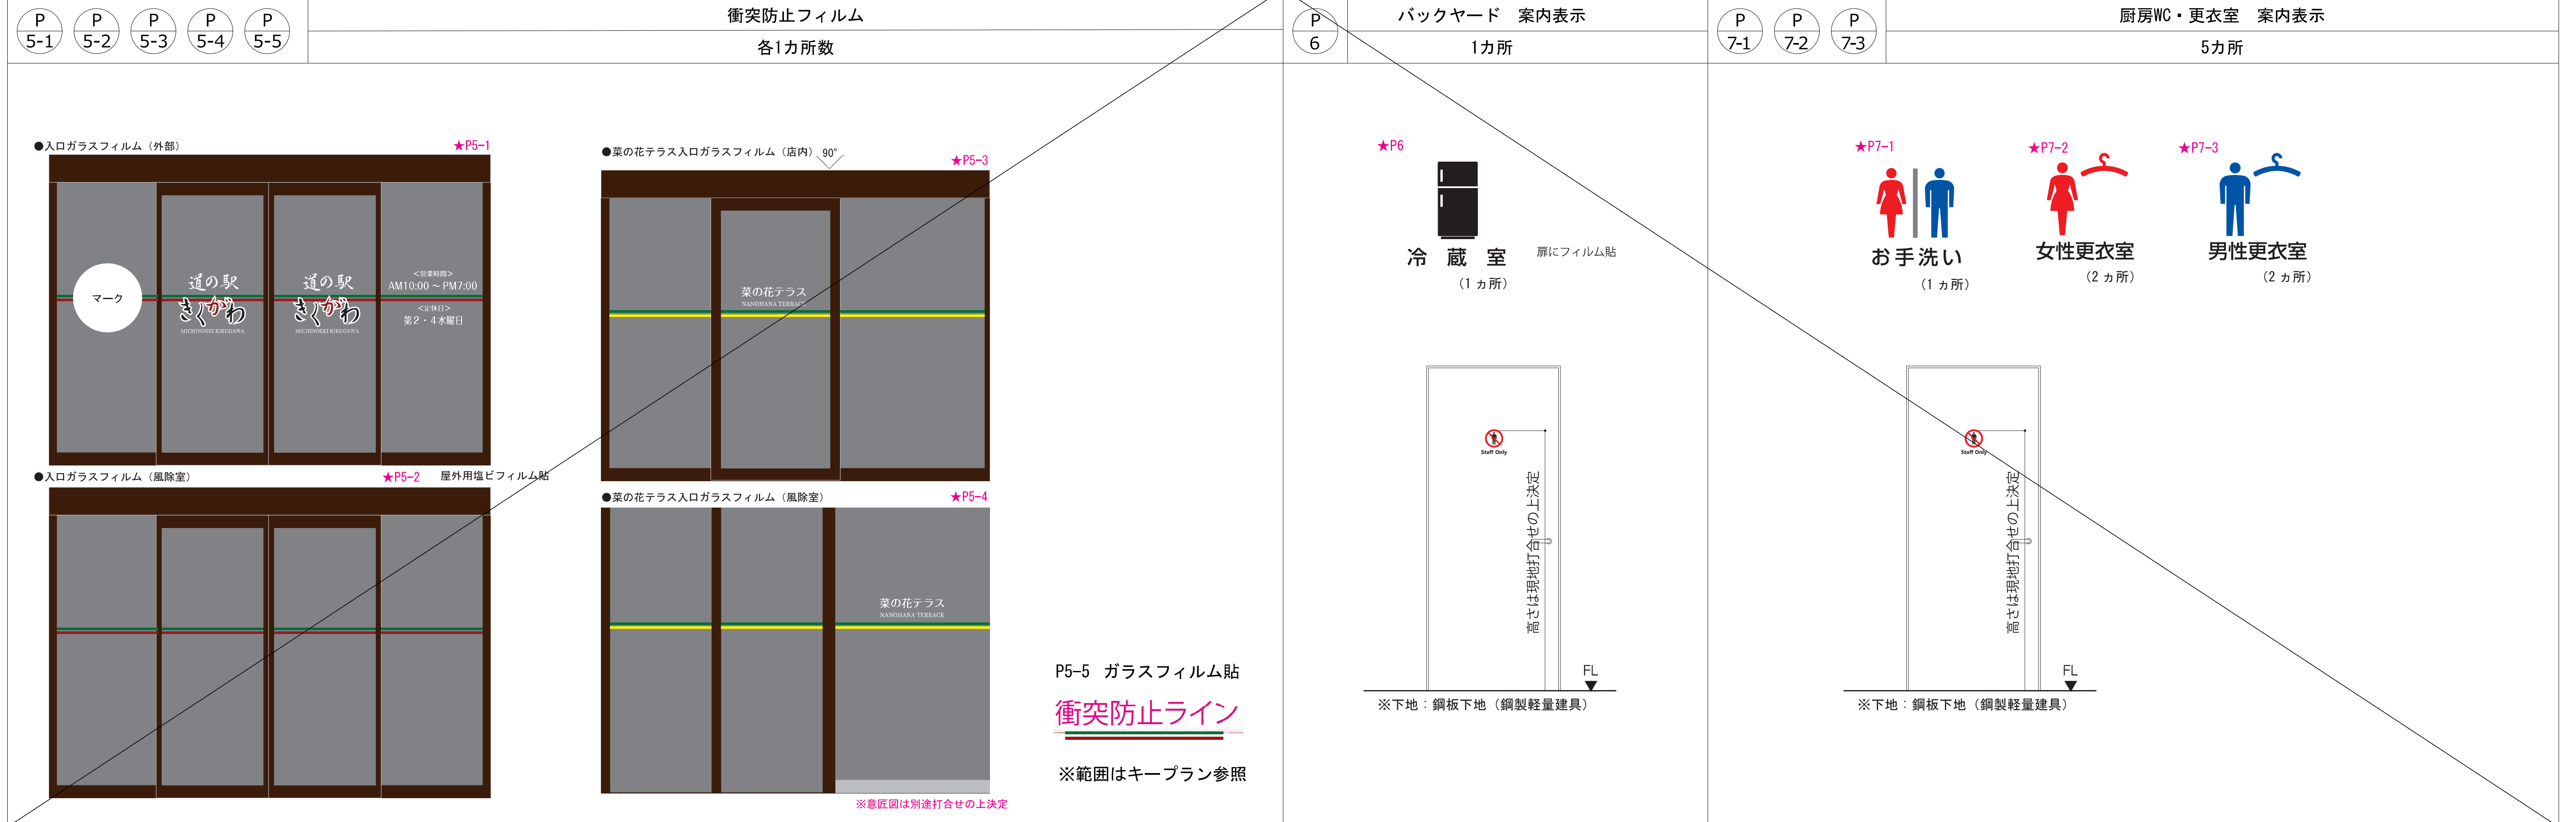 P 5-1
P 5-2
P 5-3
P 5-4
P 5-5
衝突防止フィルム
各1カ所数
P 6
バックヤード　案内表示
1カ所
P 7-1
P 7-2
P 7-3
厨房WC・更衣室　案内表示
5カ所
●入口ガラスフィルム（外部）
★P5-1
マーク
道の駅
きくがわ
MICHINOEKI KIKUGAWA
道の駅
きくがわ
MICHINOEKI KIKUGAWA
＜営業時間＞
AM10:00 ～ PM7:00
＜定休日＞
第2・4水曜日
●入口ガラスフィルム（風除室）
★P5-2
屋外用塩ビフィルム貼
●菜の花テラス入口ガラスフィルム（店内）
90°
★P5-3
菜の花テラス
NANOHANA TERRACE
●菜の花テラス入口ガラスフィルム（風除室）
★P5-4
菜の花テラス
NANOHANA TERRACE
※意匠図は別途打合せの上決定
P5-5　ガラスフィルム貼
衝突防止ライン
※範囲はキープラン参照
★P6
冷　蔵　室
（1カ所）
扉にフィルム貼
Staff Only
高さは現地打合せの上決定
FL
※下地：鋼板下地（鋼製軽量建具）
★P7-1
お手洗い
（1カ所）
★P7-2
女性更衣室
（2カ所）
★P7-3
男性更衣室
（2カ所）
Staff Only
高さは現地打合せの上決定
FL
※下地：鋼板下地（鋼製軽量建具）